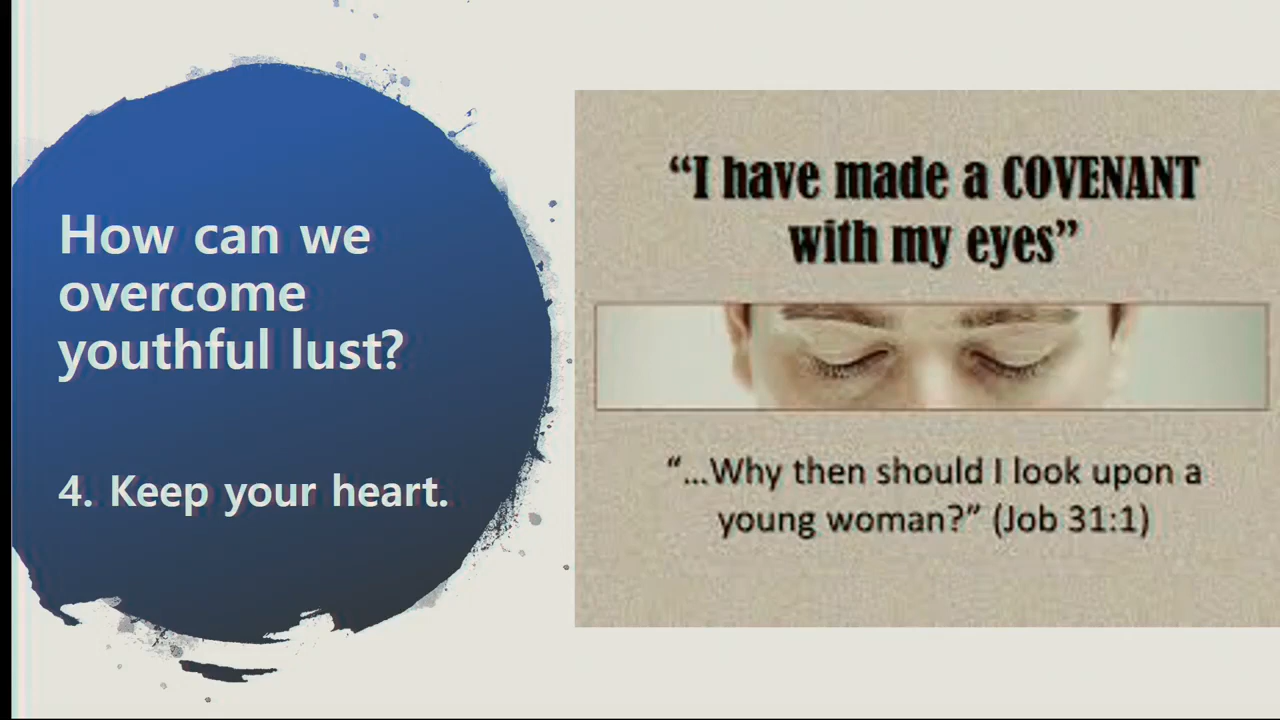 How can we
overcome
youthful lust?
4. Keep your heart.
“I have made a COVENANT
with my eyes”
“...Why then should I look upon a
young woman?” (Job 31:1)